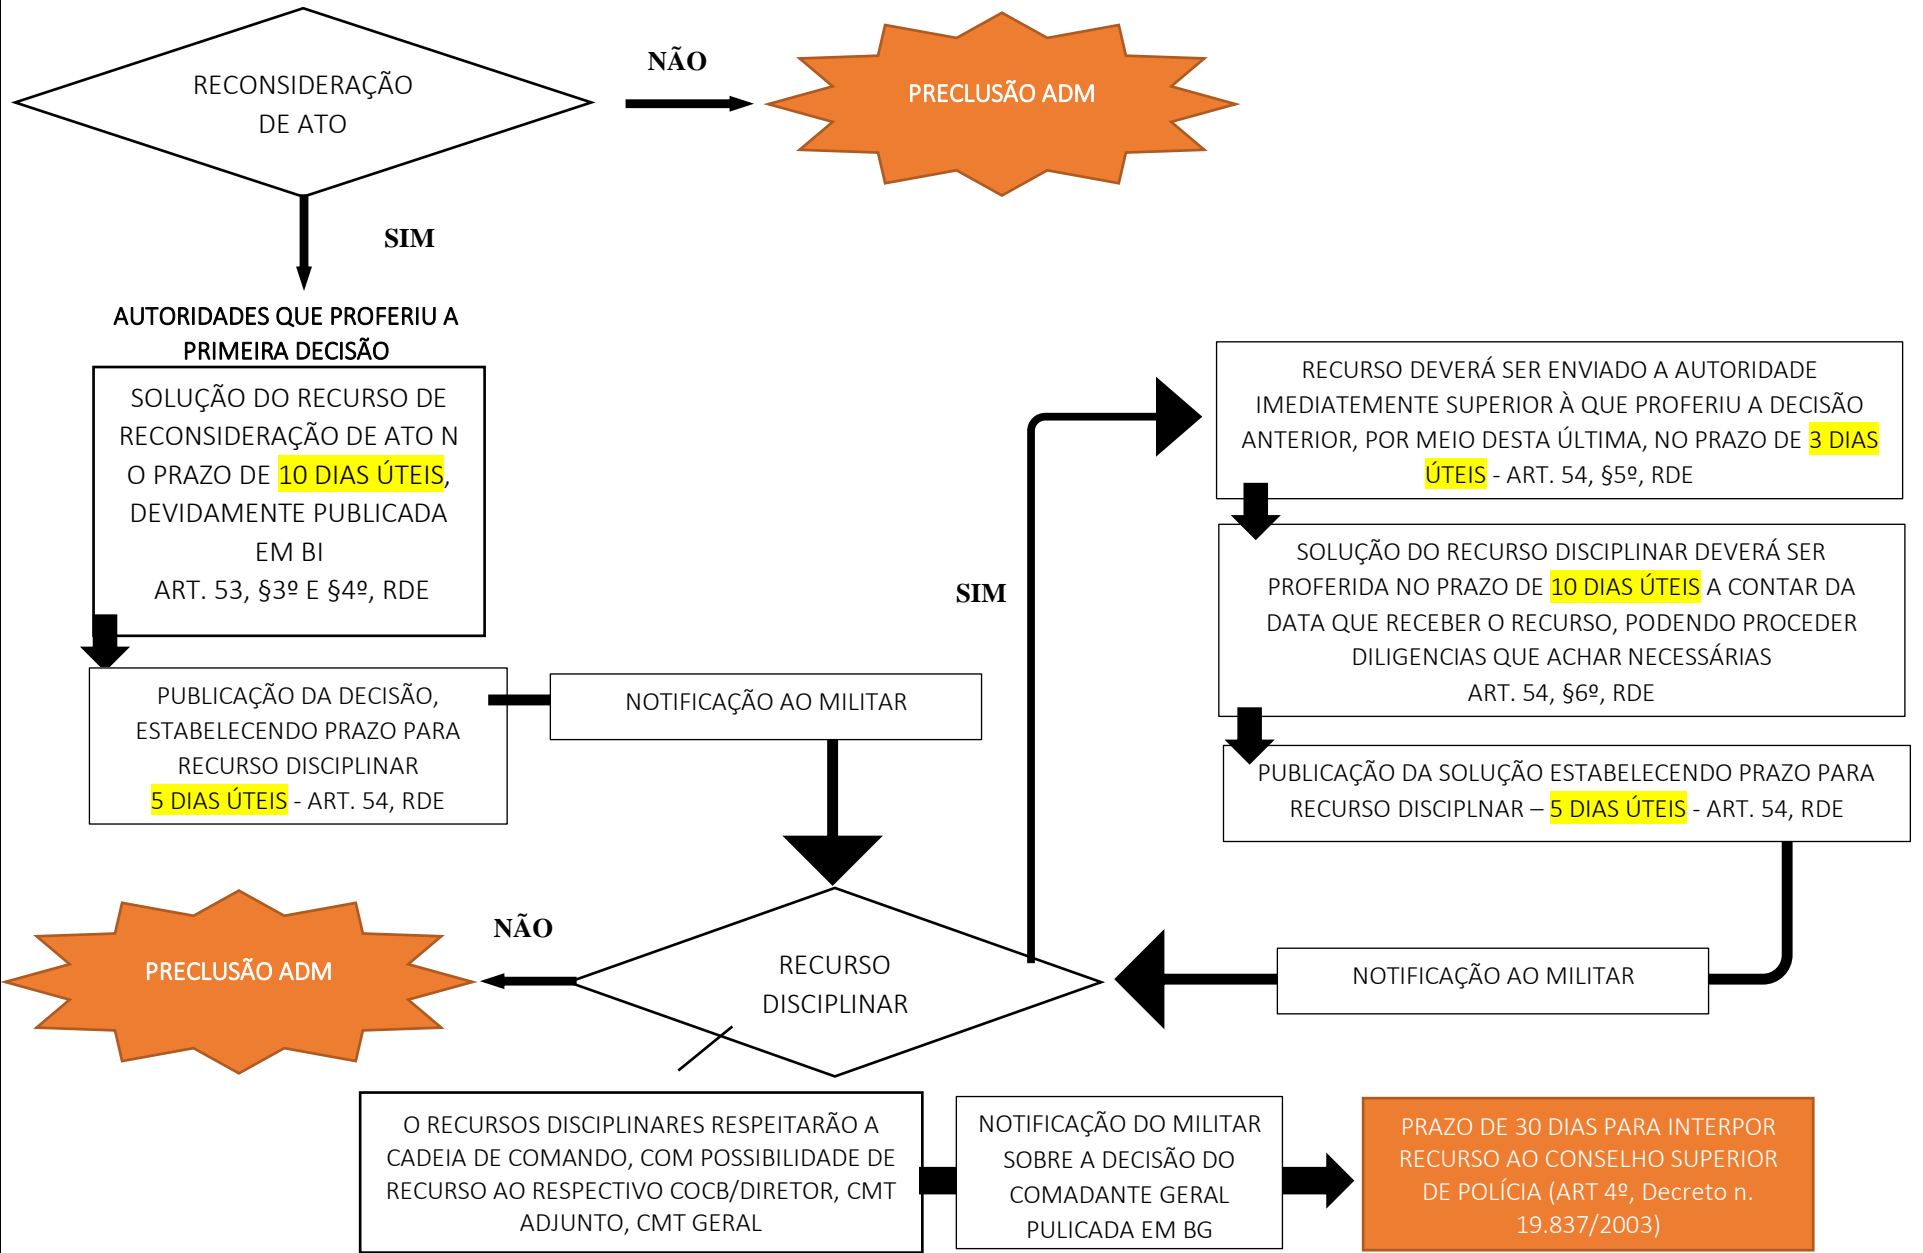 RECONSIDERAÇÃO
DE ATO
NÃO
PRECLUSÃO ADM
SIM
AUTORIDADES QUE PROFERIU A
PRIMEIRA DECISÃO
SOLUÇÃO DO RECURSO DE
RECONSIDERAÇÃO DE ATO N
O PRAZO DE 10 DIAS ÚTEIS,
DEVIDAMENTE PUBLICADA
EM BI
ART. 53, §3º E §4º, RDE
PUBLICAÇÃO DA DECISÃO,
ESTABELECENDO PRAZO PARA
RECURSO DISCIPLINAR
5 DIAS ÚTEIS - ART. 54, RDE
NOTIFICAÇÃO AO MILITAR
RECURSO
DISCIPLINAR
NÃO
PRECLUSÃO ADM
SIM
RECURSO DEVERÁ SER ENVIADO A AUTORIDADE
IMEDIATEMENTE SUPERIOR À QUE PROFERIU A DECISÃO
ANTERIOR, POR MEIO DESTA ÚLTIMA, NO PRAZO DE 3 DIAS
ÚTEIS - ART. 54, §5º, RDE
SOLUÇÃO DO RECURSO DISCIPLINAR DEVERÁ SER
PROFERIDA NO PRAZO DE 10 DIAS ÚTEIS A CONTAR DA
DATA QUE RECEBER O RECURSO, PODENDO PROCEDER
DILIGENCIAS QUE ACHAR NECESSÁRIAS
ART. 54, §6º, RDE
PUBLICAÇÃO DA SOLUÇÃO ESTABELECENDO PRAZO PARA
RECURSO DISCIPLNAR – 5 DIAS ÚTEIS - ART. 54, RDE
NOTIFICAÇÃO AO MILITAR
O RECURSOS DISCIPLINARES RESPEITARÃO A
CADEIA DE COMANDO, COM POSSIBILIDADE DE
RECURSO AO RESPECTIVO COCB/DIRETOR, CMT
ADJUNTO, CMT GERAL
NOTIFICAÇÃO DO MILITAR
SOBRE A DECISÃO DO
COMADANTE GERAL
PULICADA EM BG
PRAZO DE 30 DIAS PARA INTERPOR
RECURSO AO CONSELHO SUPERIOR
DE POLÍCIA (ART 4º, Decreto n.
19.837/2003)